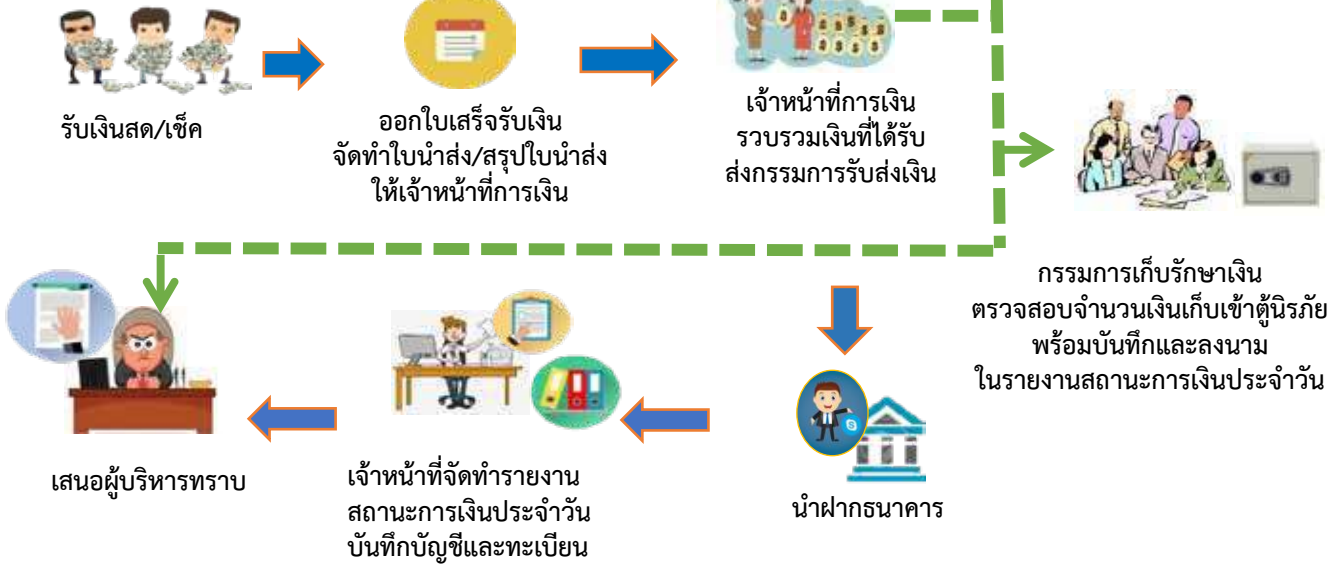 รับเงินสด/เช็ค
ออกใบเสร็จรับเงิน
จัดทำใบนำส่ง/สรุปใบนำส่ง
ให้เจ้าหน้าที่การเงิน
เจ้าหน้าที่การเงิน
รวบรวมเงินที่ได้รับ
ส่งกรรมการรับส่งเงิน
กรรมการเก็บรักษาเงิน
ตรวจสอบจำนวนเงินเก็บเข้าตู้นิรภัย
พร้อมบันทึกและลงนาม
ในรายงานสถานะการเงินประจำวัน
นำฝากธนาคาร
เจ้าหน้าที่จัดทำรายงาน
สถานะการเงินประจำวัน
บันทึกบัญชีและทะเบียน
เสนอผู้บริหารทราบ